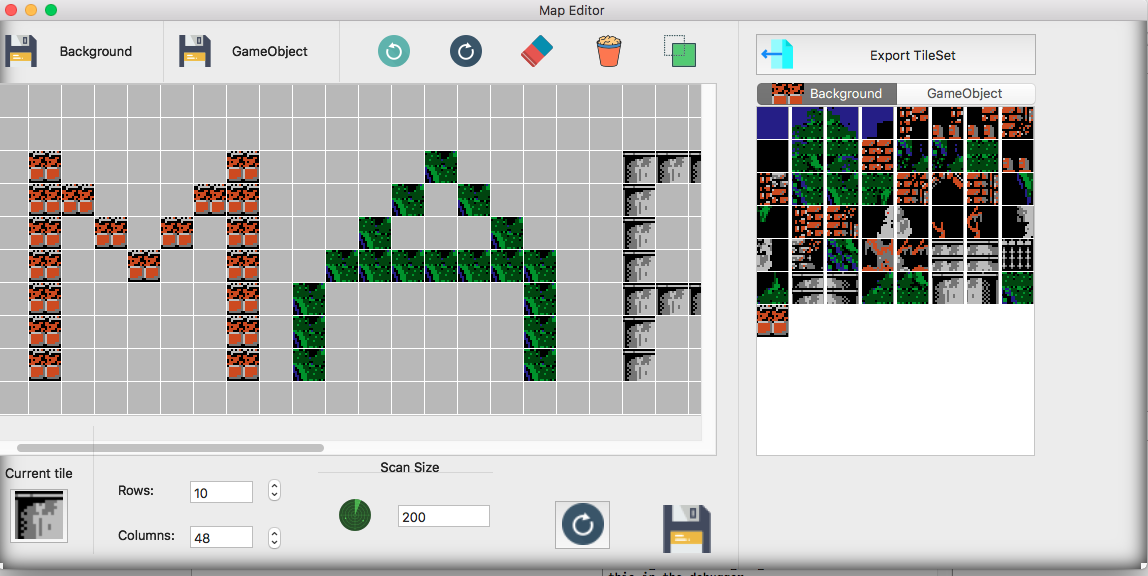 Map Editor
Background
GameObject
Export TileSet
Background
GameObject
Current tile
Rows:
10
Columns:
48
Scan Size
200
this in the debugger